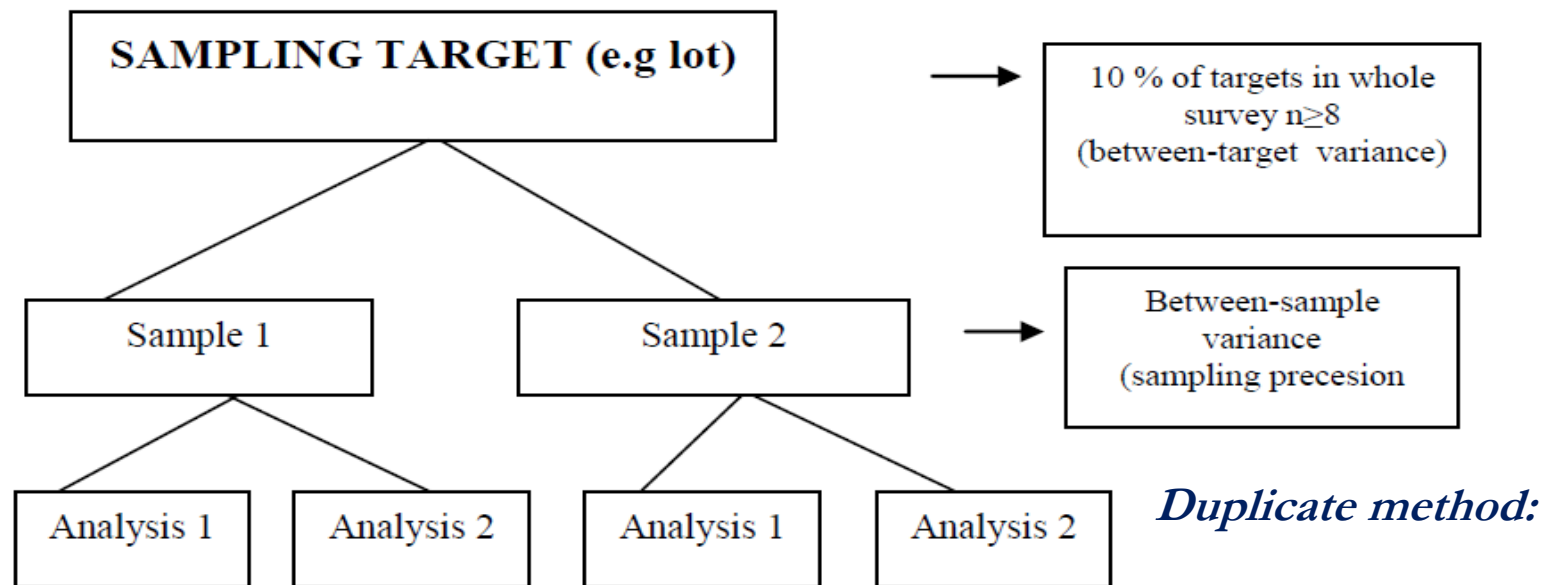 SAMPLING TARGET (e.g lot)
10 % of targets in whole
survey n≥8
(between-target variance)
Sample 1
Sample 2
Between-sample
variance
(sampling precesion
Analysis 1
Analysis 2
Analysis 1
Analysis 2
Duplicate method: